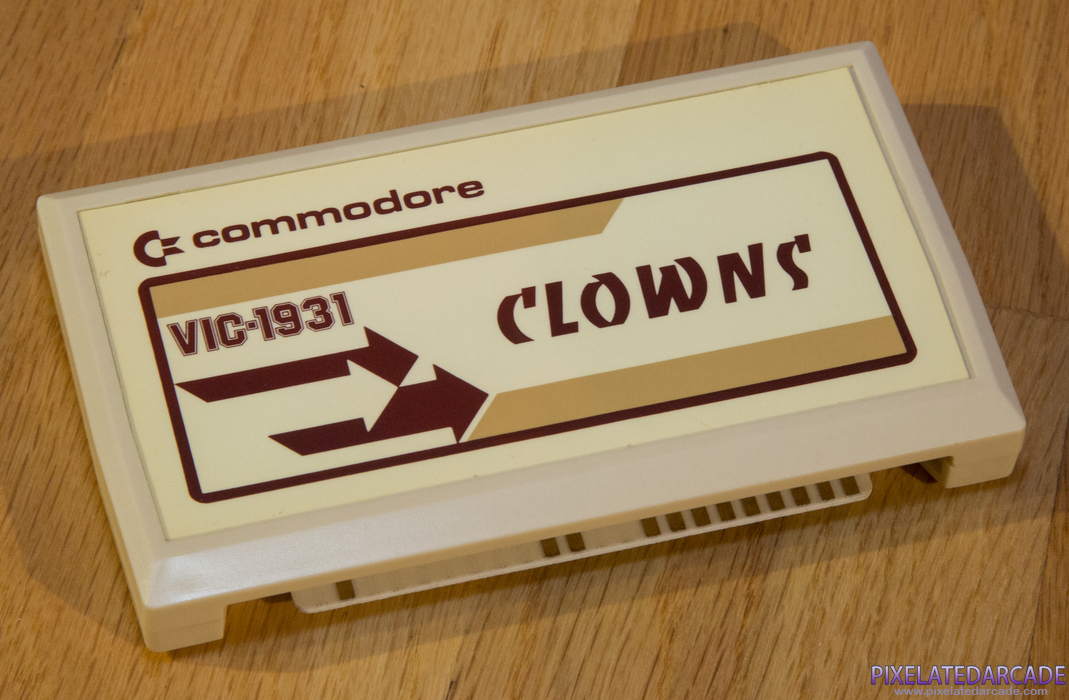 commodore
VIC-1931
CLOWNS
PIXELATEDARCADE
www.pixelatedarcade.com